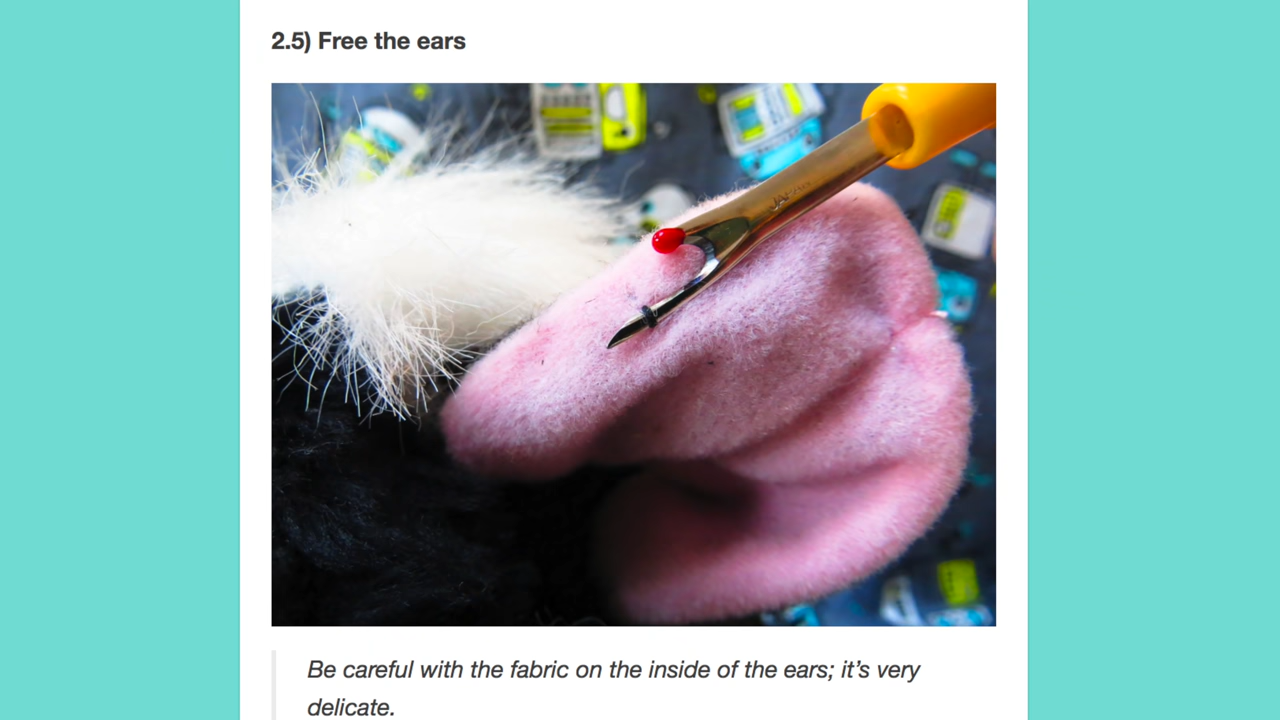 2.5) Free the ears
JAPAN
Be careful with the fabric on the inside of the ears; it’s very
delicate.